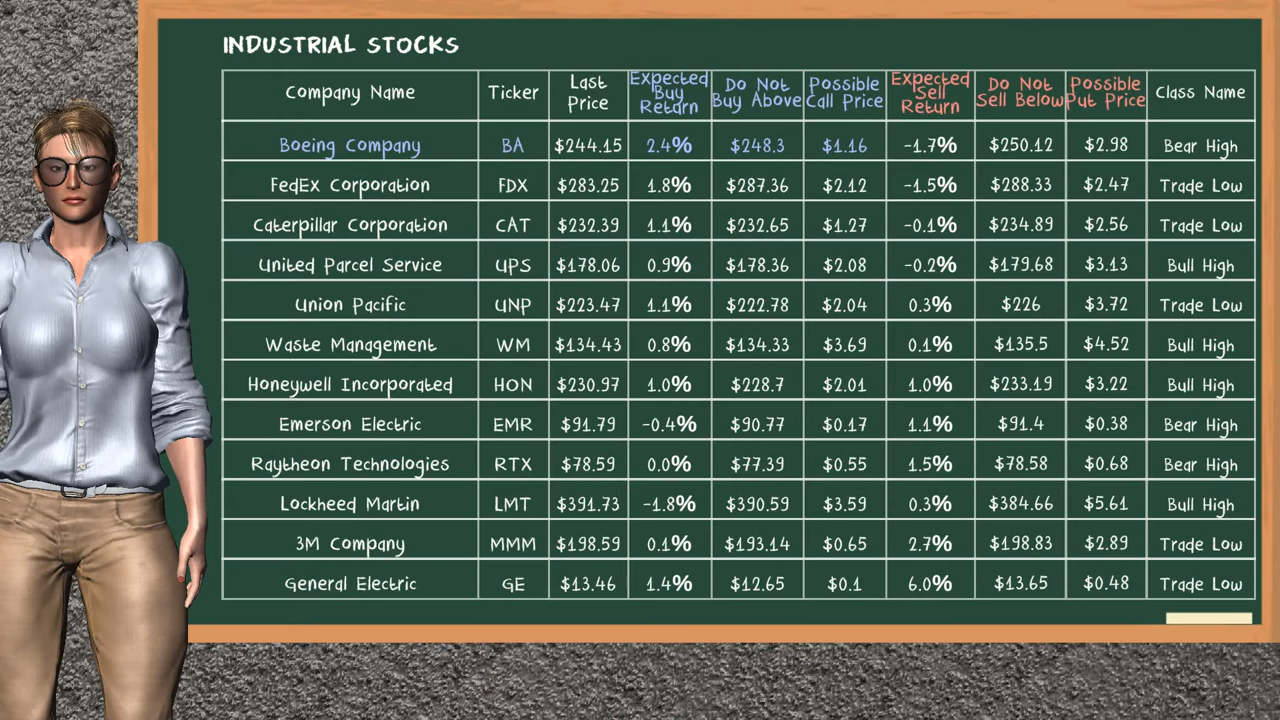 INDUSTRIAL STOCKS
Company Name Ticker Last Price Expected Buy Return Do Not Buy Above Possible Call Price Expected Sell Return Do Not Sell Below Possible Put Price Class Name
Boeing Company BA $244.15 2.4% $248.3 $1.16 -1.7% $250.12 $2.98 Bear High
FedEx Corporation FDX $283.25 1.8% $287.36 $2.12 -1.5% $288.33 $2.47 Trade Low
Caterpillar Corporation CAT $232.39 1.1% $232.65 $1.27 -0.1% $234.89 $2.56 Trade Low
United Parcel Service UPS $178.06 0.9% $178.36 $2.08 -0.2% $179.68 $3.13 Bull High
Union Pacific UNP $223.47 1.1% $222.78 $2.04 0.3% $226 $3.72 Trade Low
Waste Management WM $134.43 0.8% $134.33 $3.69 0.1% $135.5 $4.52 Bull High
Honeywell Incorporated HON $230.97 1.0% $228.7 $2.01 1.0% $233.19 $3.22 Bull High
Emerson Electric EMR $91.79 -0.4% $90.77 $0.17 1.1% $91.4 $0.38 Bear High
Raytheon Technologies RTX $78.59 0.0% $77.39 $0.55 1.5% $78.58 $0.68 Bear High
Lockheed Martin LMT $391.73 -1.8% $390.59 $3.59 0.3% $384.66 $5.61 Bull High
3M Company MMM $198.59 0.1% $193.14 $0.65 2.7% $198.83 $2.89 Trade Low
General Electric GE $13.46 1.4% $12.65 $0.1 6.0% $13.65 $0.48 Trade Low